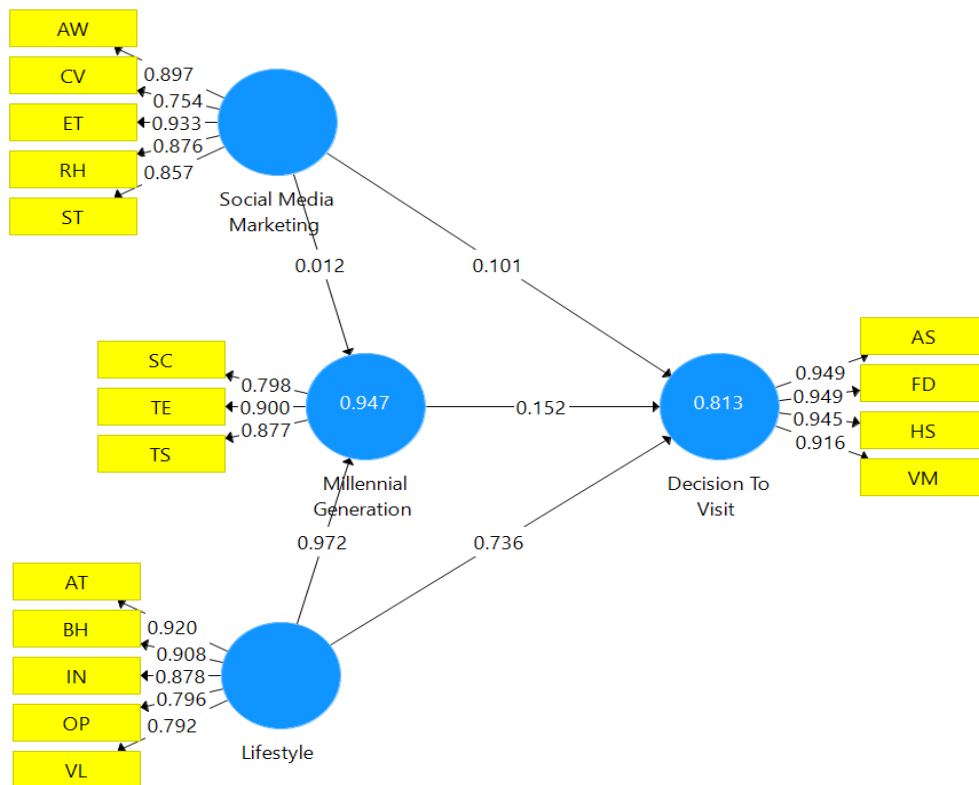 AW
CV
ET
RH
ST
0.897
0.754
0.933
0.876
0.857
Social Media
Marketing
0.012
0.101
SC
TE
TS
0.798
0.900
0.877
0.947
Millennial
Generation
0.152
0.813
Decision To
Visit
0.949
0.949
0.945
0.916
AS
FD
HS
VM
0.972
0.736
AT
BH
IN
OP
VL
0.920
0.908
0.878
0.796
0.792
Lifestyle